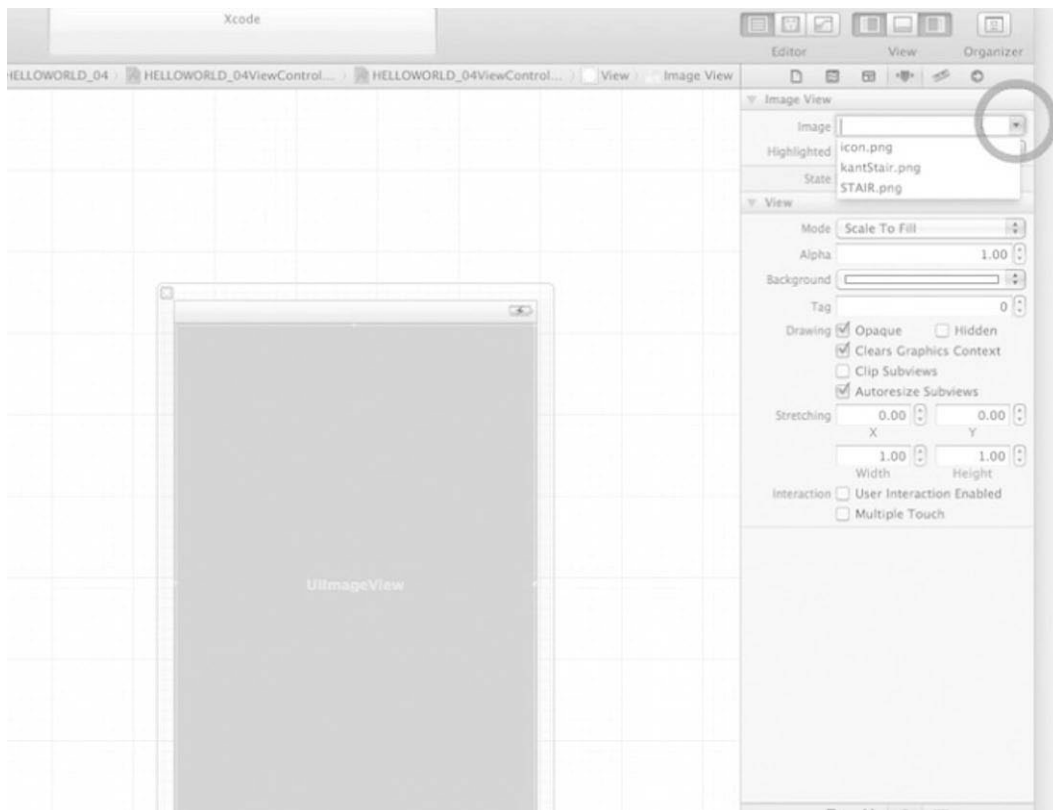 Xcode
Editor View Organizer
HELLOWORLD_04 HELLOWORLD_04ViewControl... HELLOWORLD_04ViewControl... View Image View
Image View
Image
Highlighted
icon.png
kantStair.png
State
STAIR.png
View
Mode Scale To Fill
Alpha 1.00
Background
Tag 0
Drawing Opaque Hidden
Clears Graphics Context
Clip Subviews
Autoresize Subviews
Stretching 0.00 0.00
X Y
1.00 1.00
Width Height
Interaction User Interaction Enabled
Multiple Touch
UIImageView